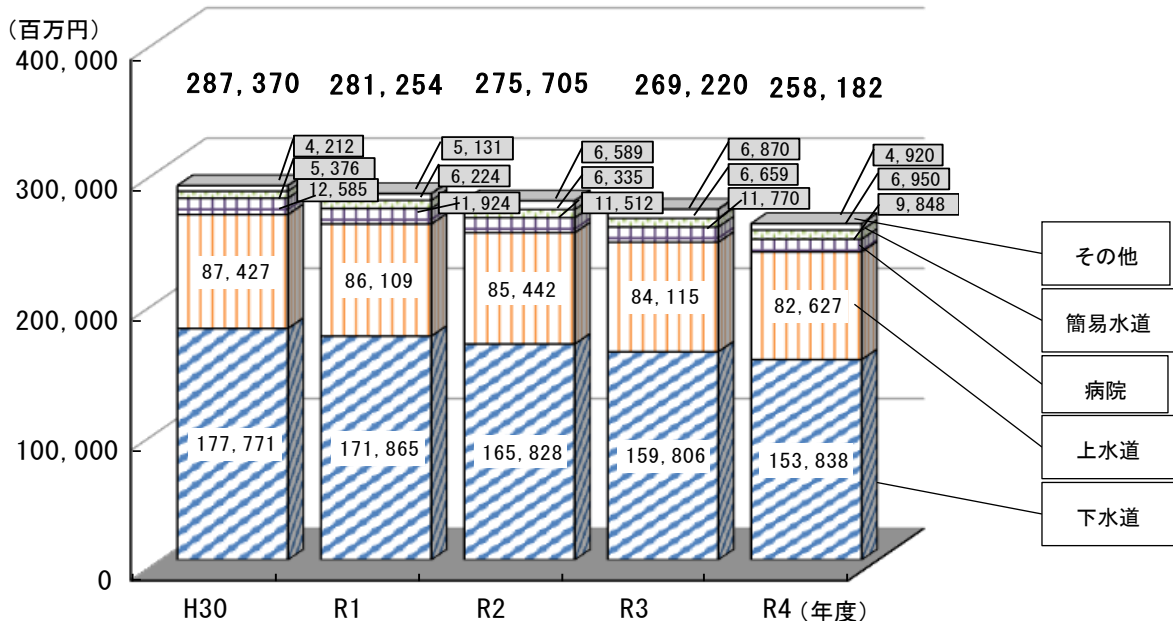 (百万円)
400,000
300,000
200,000
100,000
0
287,370
281,254
275,705
269,220
258,182
4,212
5,376
12,585
87,427
177,771
5,131
6,224
11,924
86,109
171,865
6,589
6,335
11,512
85,442
165,828
6,870
6,659
11,770
84,115
159,806
4,920
6,950
9,848
82,627
153,838
その他
簡易水道
病院
上水道
下水道
H30
R1
R2
R3
R4
(年度)